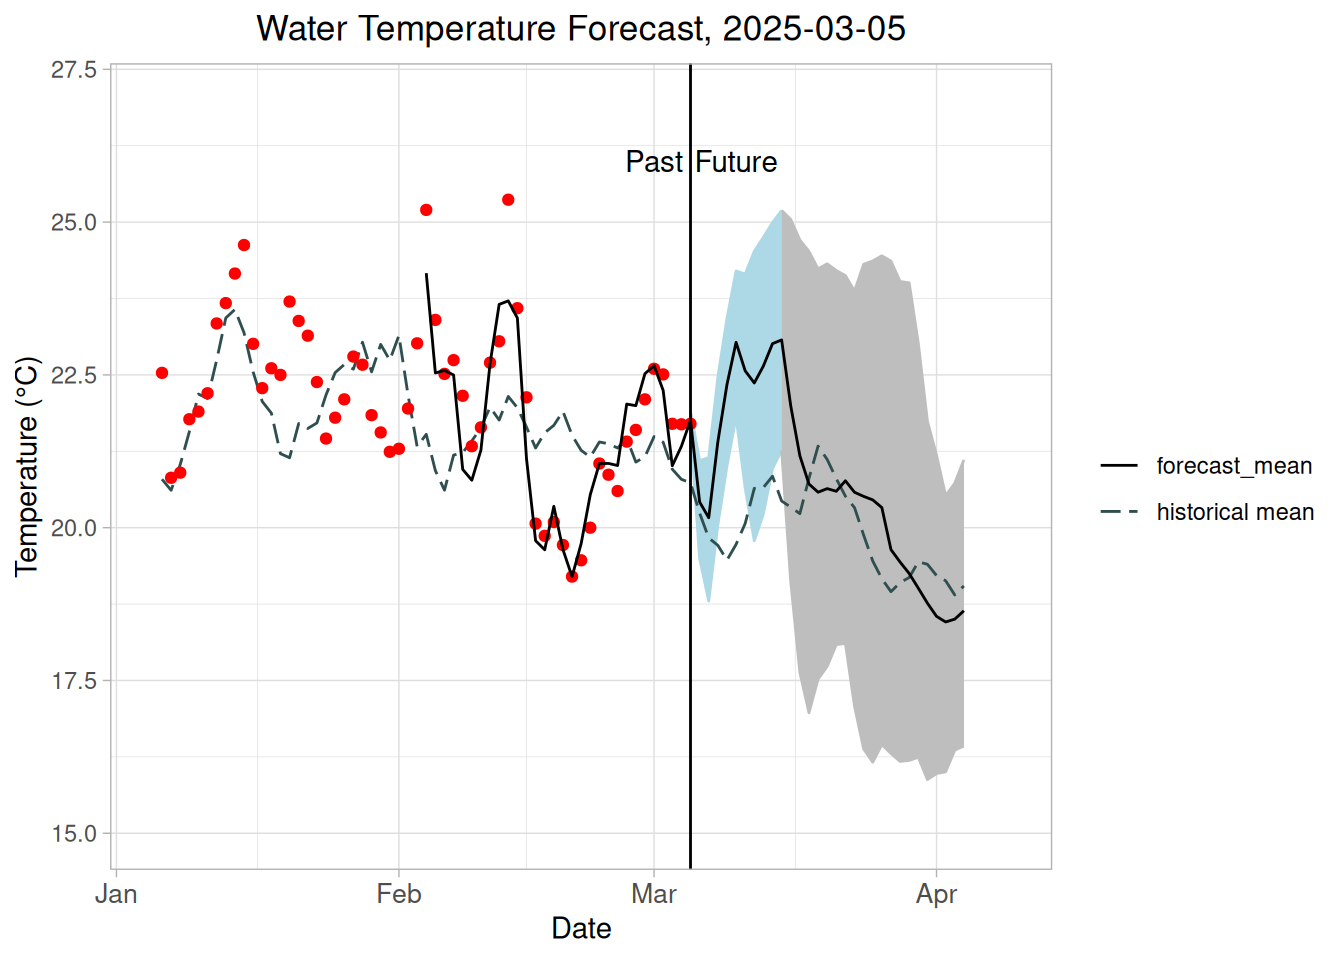 Water Temperature Forecast, 2025-03-05
27.5
Past Future
25.0
22.5
Temperature (°C)
forecast_mean
historical mean
20.0
17.5
15.0
Jan Feb Mar Apr
Date